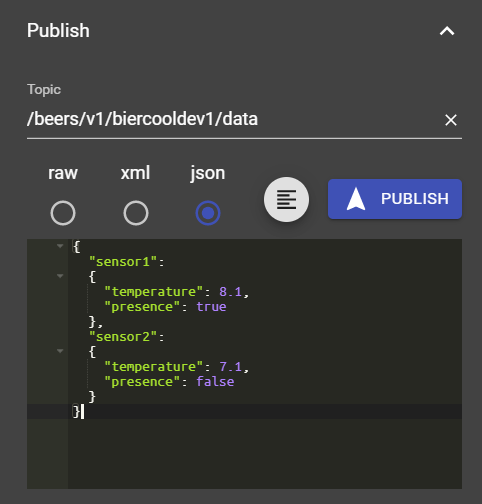 Publish
Topic
/beers/v1/biercooldev1/data
raw xml json
PUBLISH
{
"sensor1":
{
"temperature": 8.1,
"presence": true
},
"sensor2":
{
"temperature": 7.1,
"presence": false
}
}